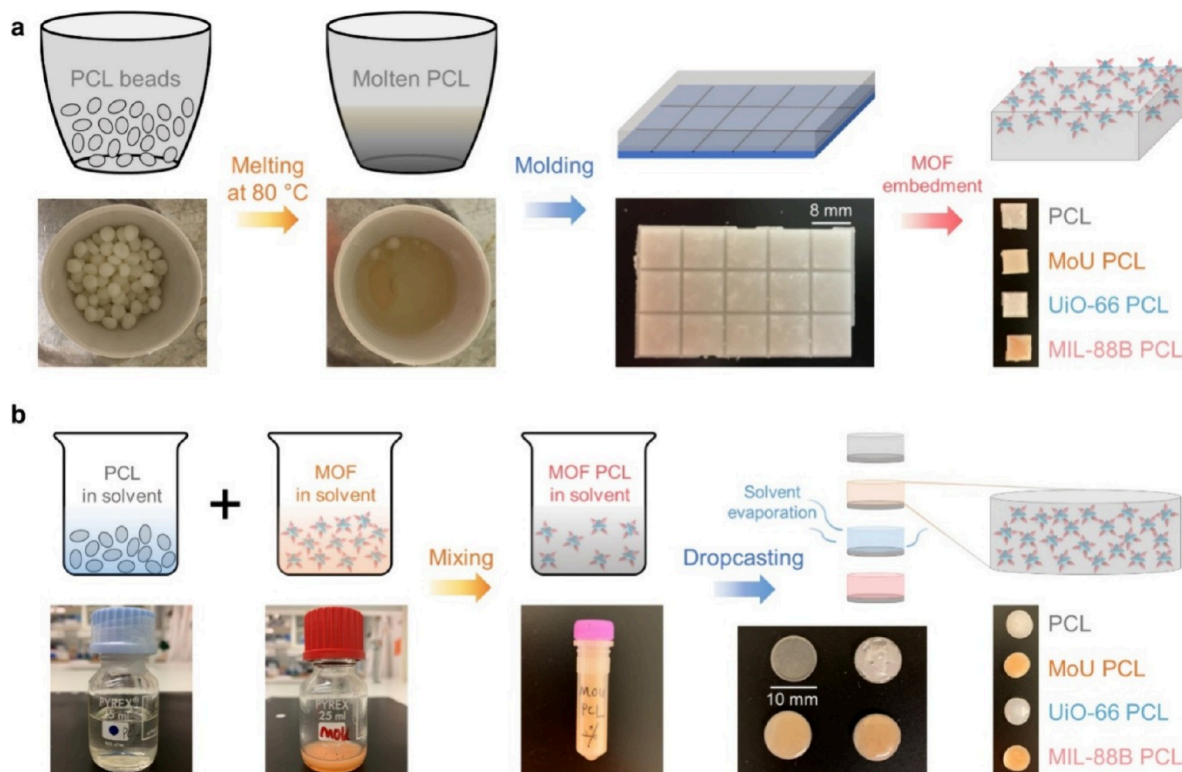 a
PCL beads
Molten PCL
Melting
at 80 °C
Molding
8 mm
MOF
embedment
PCL
MoU PCL
UiO-66 PCL
MIL-88B PCL
b
PCL
in solvent
+
MOF
in solvent
Mixing
MOF PCL
in solvent
Dropcasting
Solvent
evaporation
PYREX
25 ml
PYREX
25 ml
MoU
MoU
PCL
10 mm
PCL
MoU PCL
UiO-66 PCL
MIL-88B PCL